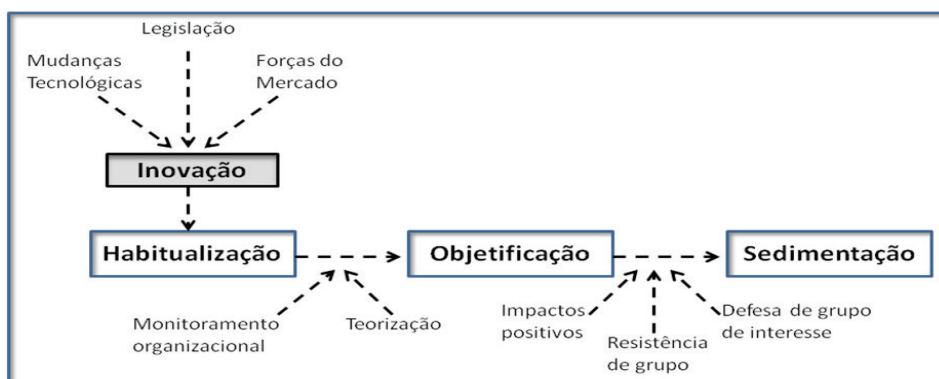 Legislação
Mudanças
Tecnológicas
Forças do
Mercado
Inovação
Habitualização
Objetificação
Sedimentação
Monitoramento
organizacional
Teorização
Impactos
positivos
Resistência
de grupo
Defesa de grupo
de interesse